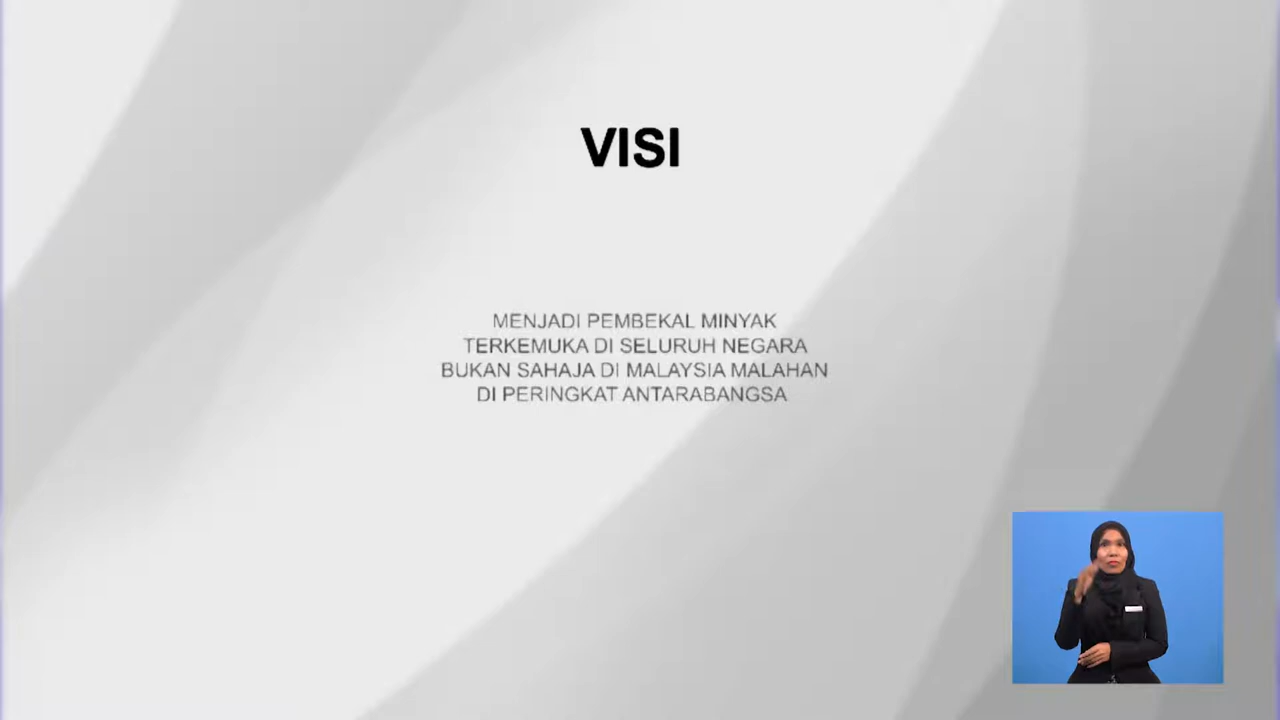 VISI
MENJADI PEMBEKAL MINYAK
TERKEMUKA DI SELURUH NEGARA
BUKAN SAHAJA DI MALAYSIA MALAHAN
DI PERINGKAT ANTARABANGSA